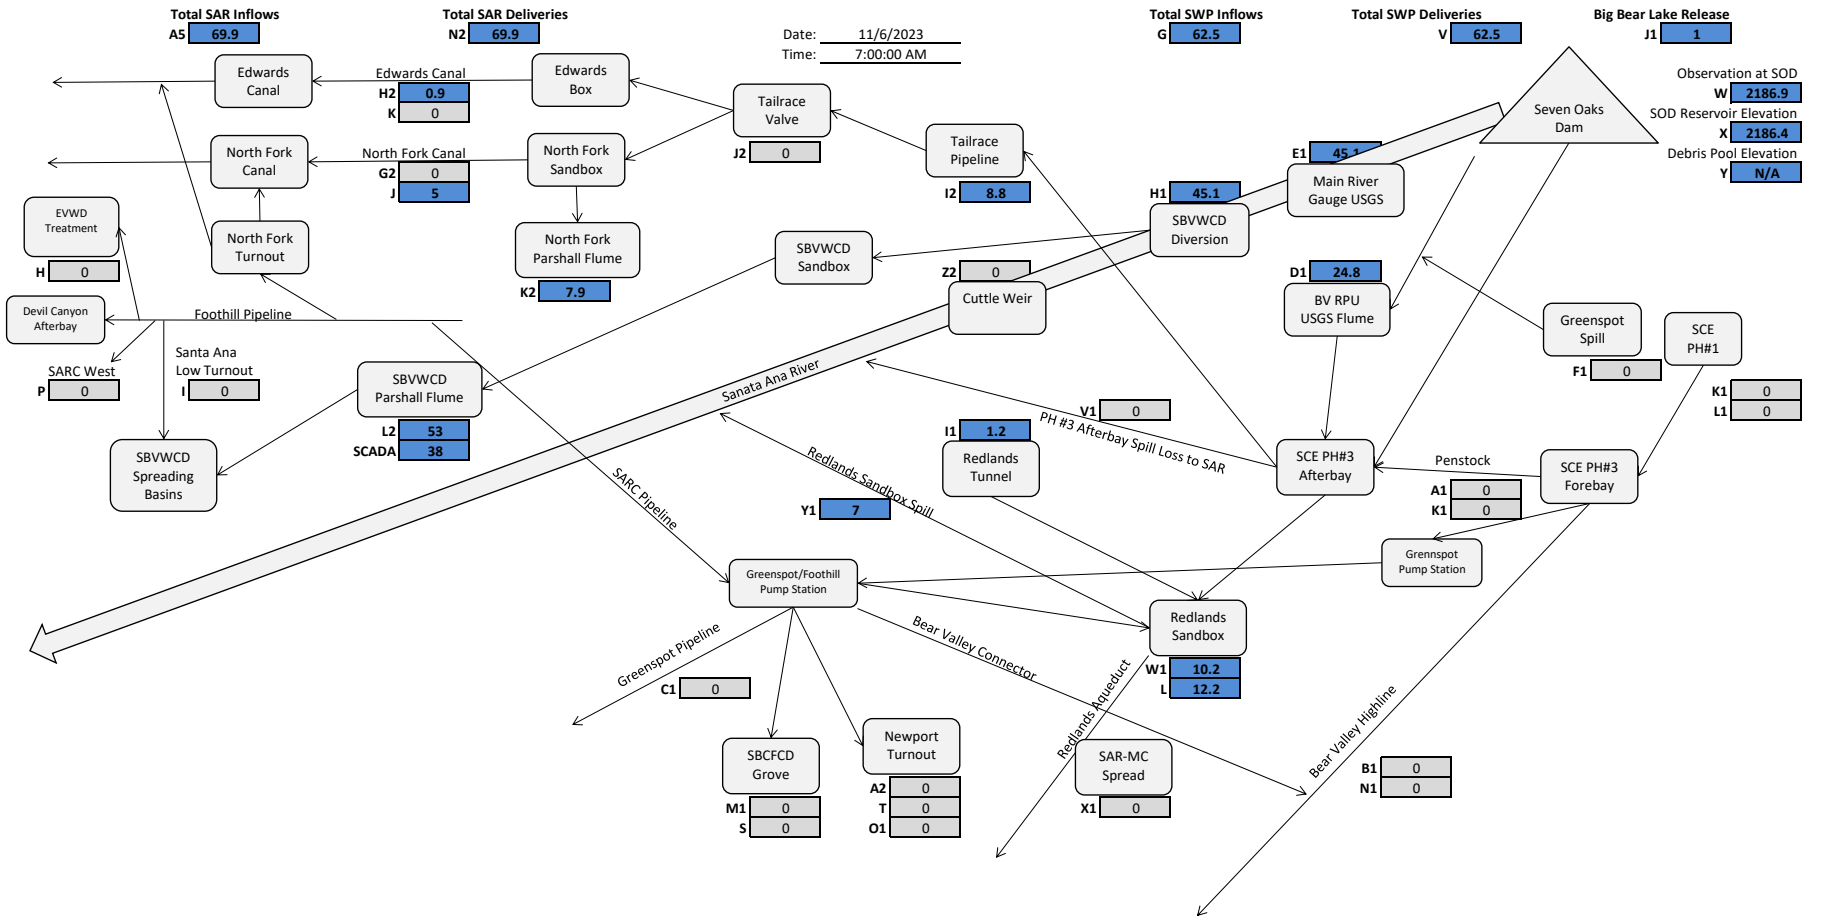 Total SAR Inflows
A5 69.9
Total SAR Deliveries
N2 69.9
Date: 11/6/2023
Time: 7:00:00 AM
Total SWP Inflows
G 62.5
Total SWP Deliveries
V 62.5
Big Bear Lake Release
J1 1
Observation at SOD
W 2186.9
SOD Reservoir Elevation
X 2186.4
Debris Pool Elevation
Y N/A
Edwards
Canal
Edwards Canal
H2 0.9
K 0
Edwards
Box
Tailrace
Valve
J2 0
Tailrace
Pipeline
I2 8.8
Seven Oaks
Dam
E1 45.1
Main River
Gauge USGS
H1 45.1
SBVWCD
Diversion
North Fork
Canal
North Fork Canal
G2 0
J 5
North Fork
Sandbox
North Fork
Parshall Flume
K2 7.9
EVWD
Treatment
H 0
North Fork
Turnout
SBVWCD
Sandbox
Z2 0
Cuttle Weir
D1 24.8
BV RPU
USGS Flume
Greenspot
Spill
F1 0
SCE
PH#1
K1 0
L1 0
Devil Canyon
Afterbay
Foothill Pipeline
SARC West
P 0
Santa Ana
Low Turnout
I 0
SBVWCD
Parshall Flume
L2 53
SCADA 38
SBVWCD
Spreading
Basins
Sanata Ana River
V1 0
PH #3 Afterbay Spill Loss to SAR
I1 1.2
Redlands
Tunnel
SCE PH#3
Afterbay
Penstock
A1 0
K1 0
SCE PH#3
Forebay
SARC Pipeline
Redlands Sandbox Spill
Y1 7
Grennspot
Pump Station
Greenspot/Foothill
Pump Station
Redlands
Sandbox
W1 10.2
L 12.2
Greenspot Pipeline
C1 0
Bear Valley Connector
Redlands Aqueduct
Bear Valley Highline
SBCFCD
Grove
M1 0
S 0
Newport
Turnout
A2 0
T 0
O1 0
SAR-MC
Spread
X1 0
B1 0
N1 0